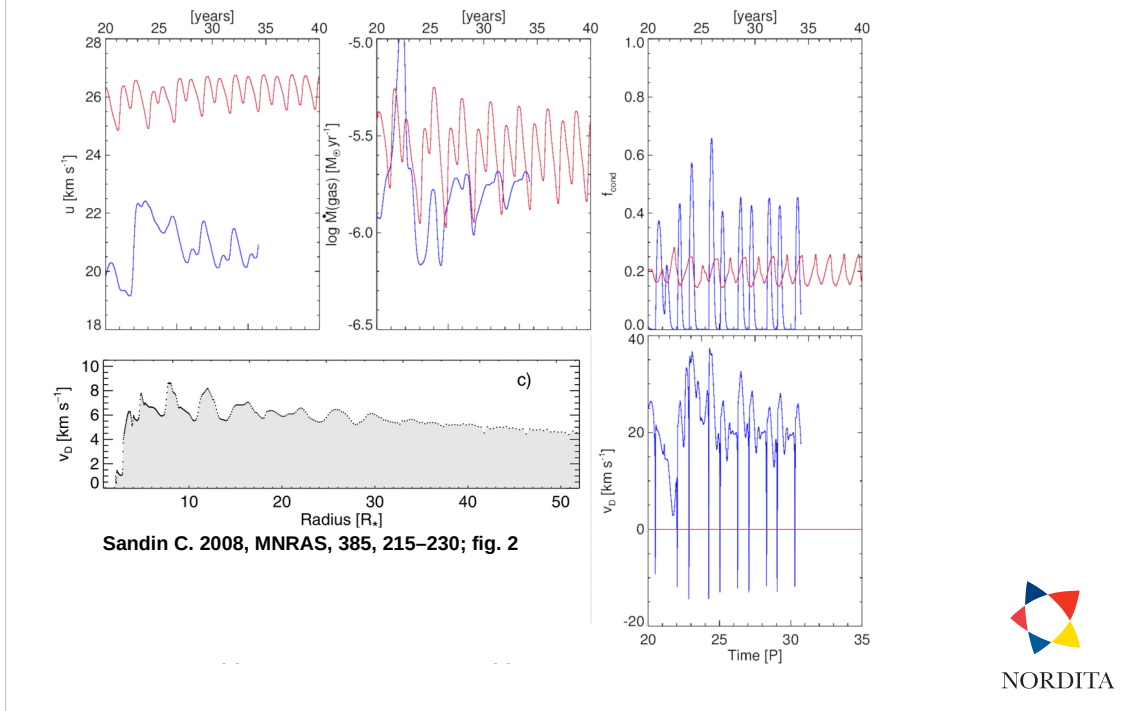 [years]
20 25 30 35 40
28
26
24
22
20
18
u [km s⁻¹]
[years]
20 25 30 35 40
-5.0
-5.5
-6.0
-6.5
log Ṁ(gas) [M☉ yr⁻¹]
[years]
20 25 30 35 40
1.0
0.8
0.6
0.4
0.2
0.0
f_cond
10
8
6
4
2
0
v_D [km s⁻¹]
c)
10 20 30 40 50
Radius [R⋆]
Sandin C. 2008, MNRAS, 385, 215–230; fig. 2
40
20
0
-20
v_D [km s⁻¹]
20 25 30 35
Time [P]
NORDITA